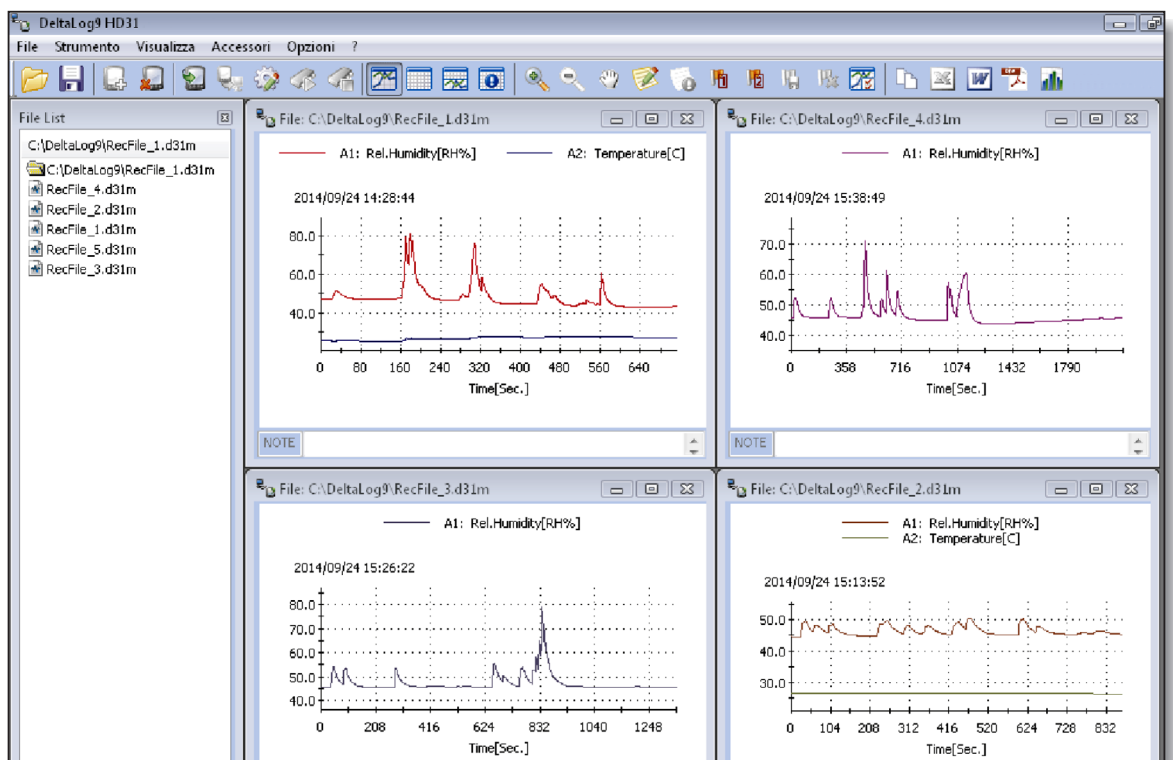 DeltaLog9 HD31
File Strumento Visualizza Accessori Opzioni ?
File List
C:\DeltaLog9\RecFile_1.d31m
C:\DeltaLog9\RecFile_1.d31m
RecFile_4.d31m
RecFile_2.d31m
RecFile_1.d31m
RecFile_5.d31m
RecFile_3.d31m
File: C:\DeltaLog9\RecFile_1.d31m
A1: Rel.Humidity[RH%] A2: Temperature[C]
2014/09/24 14:28:44
80.0
60.0
40.0
0 80 160 240 320 400 480 560 640
Time[Sec.]
NOTE
File: C:\DeltaLog9\RecFile_4.d31m
A1: Rel.Humidity[RH%]
2014/09/24 15:38:49
70.0
60.0
50.0
40.0
0 358 716 1074 1432 1790
Time[Sec.]
NOTE
File: C:\DeltaLog9\RecFile_3.d31m
A1: Rel.Humidity[RH%]
2014/09/24 15:26:22
80.0
70.0
60.0
50.0
40.0
0 208 416 624 832 1040 1248
Time[Sec.]
File: C:\DeltaLog9\RecFile_2.d31m
A1: Rel.Humidity[RH%]
A2: Temperature[C]
2014/09/24 15:13:52
50.0
40.0
30.0
0 104 208 312 416 520 624 728 832
Time[Sec.]